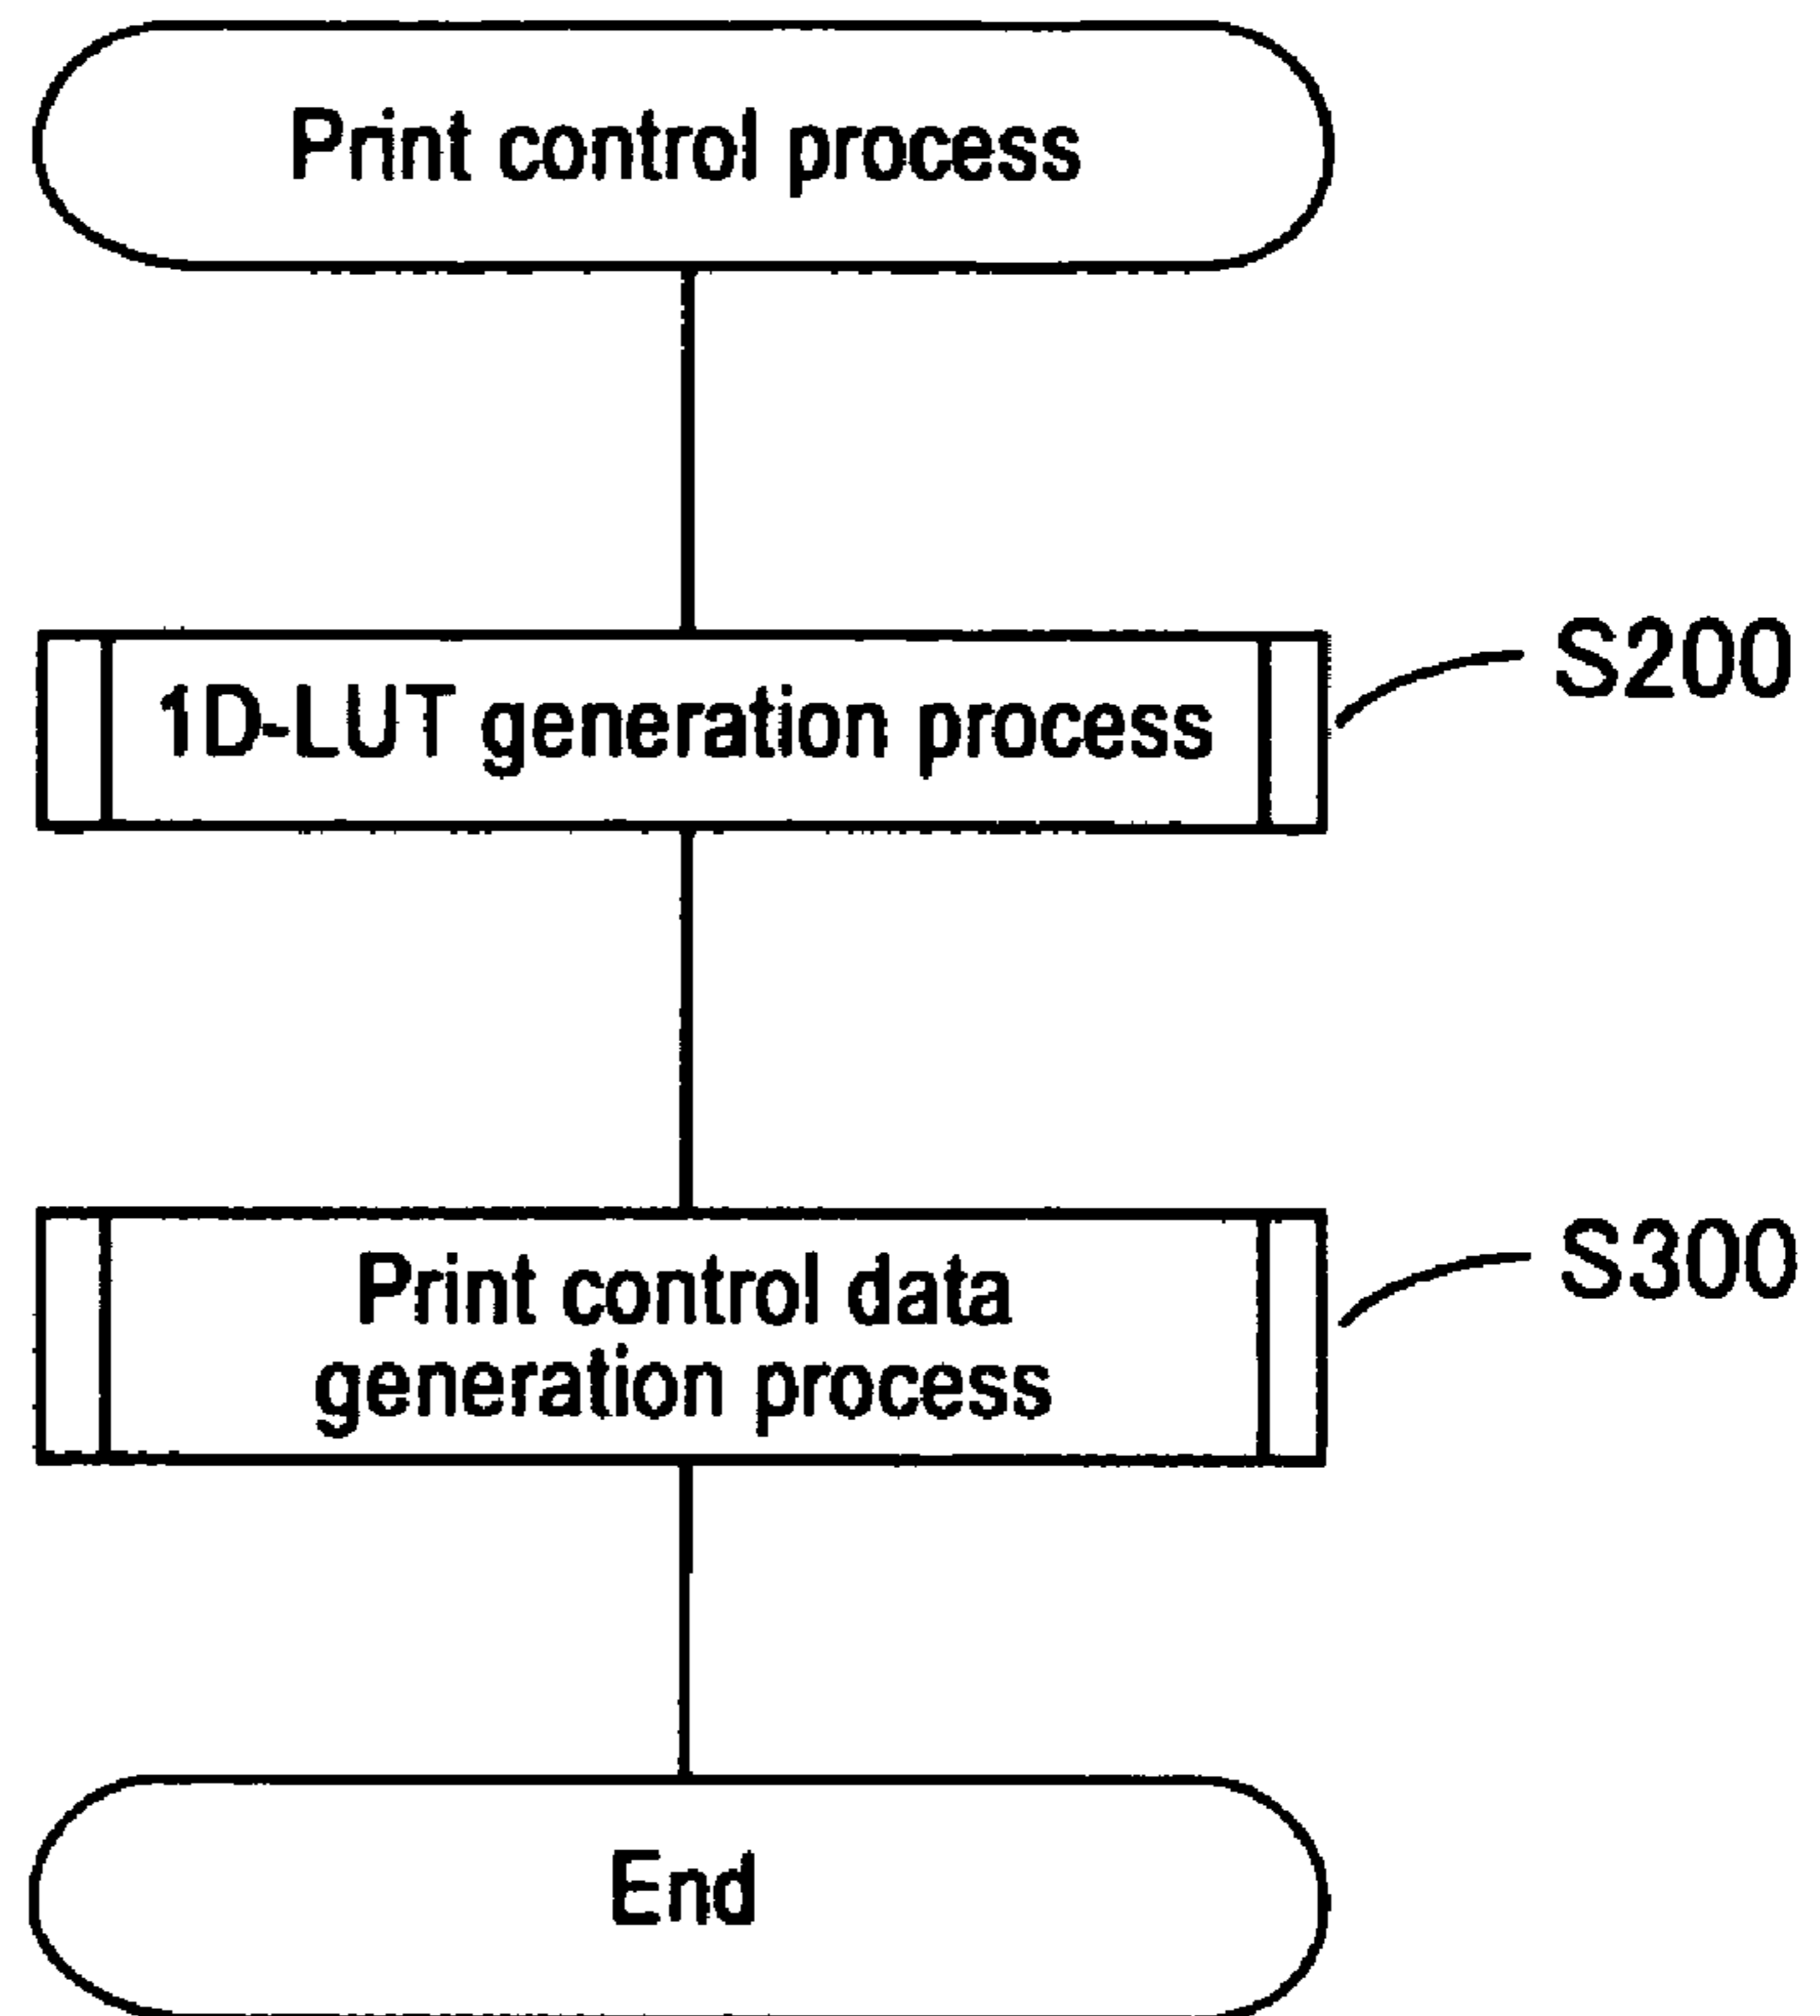 Print control process
1D-LUT generation process
S200
Print control data
generation process
S300
End